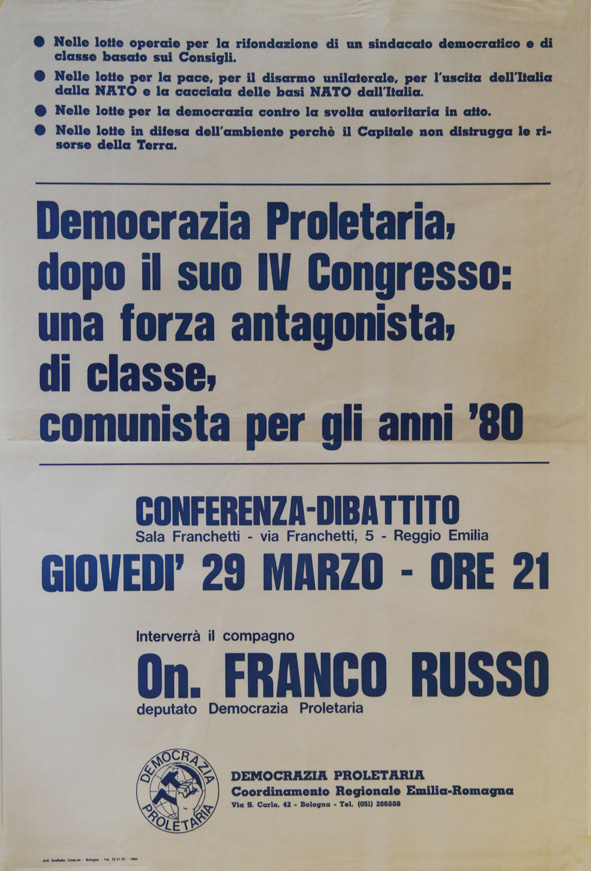 ● Nelle lotte operaie per la rifondazione di un sindacato democratico e di
classe basato sui Consigli.
● Nelle lotte per la pace, per il disarmo unilaterale, per l'uscita dell'Italia
dalla NATO e la cacciata delle basi NATO dall'Italia.
● Nelle lotte per la democrazia contro la svolta autoritaria in atto.
● Nelle lotte in difesa dell'ambiente perchè il Capitale non distrugga le ri-
sorse della Terra.
Democrazia Proletaria,
dopo il suo IV Congresso:
una forza antagonista,
di classe,
comunista per gli anni '80
CONFERENZA-DIBATTITO
Sala Franchetti - via Franchetti, 5 - Reggio Emilia
GIOVEDI' 29 MARZO - ORE 21
Interverrà il compagno
On. FRANCO RUSSO
deputato Democrazia Proletaria
DEMOCRAZIA
PROLETARIA
DEMOCRAZIA PROLETARIA
Coordinamento Regionale Emilia-Romagna
Via S. Carlo, 42 - Bologna - Tel. (051) 266888
Bologna - Tel.